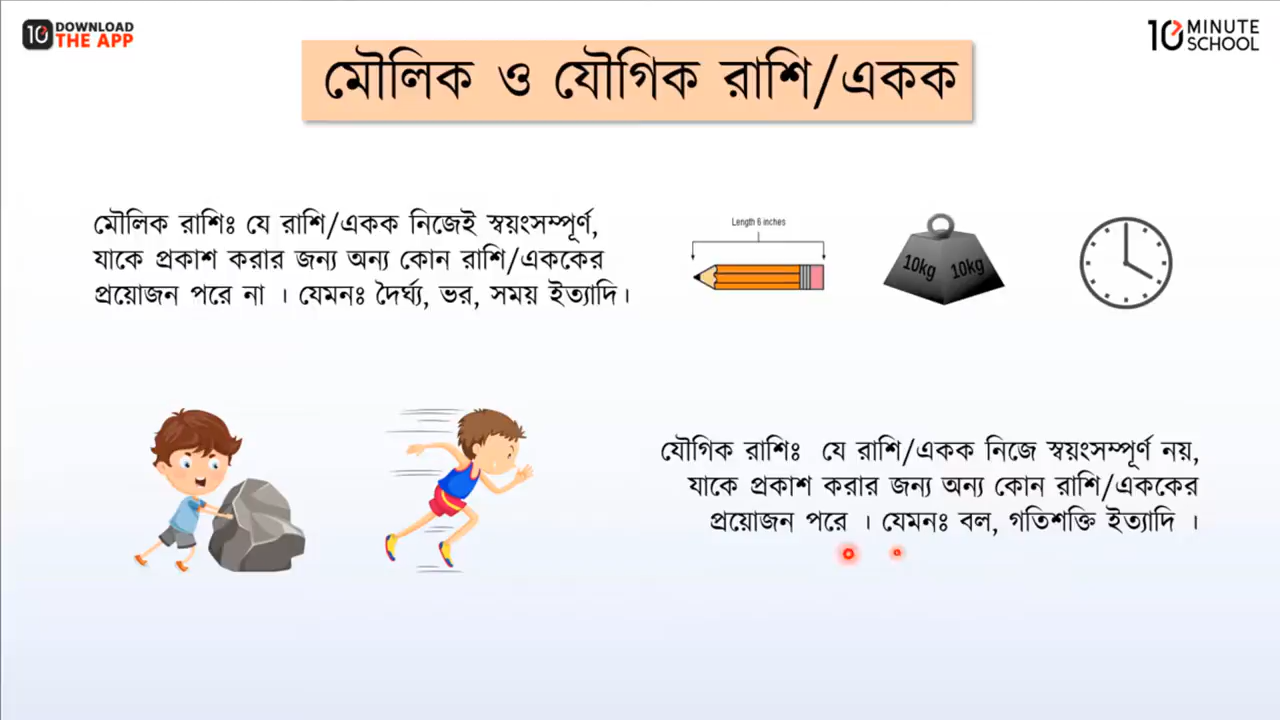 DOWNLOAD
THE APP
10 MINUTE
SCHOOL
মৌলিক ও যৌগিক রাশি/একক
মৌলিক রাশিঃ যে রাশি/একক নিজেই স্বয়ংসম্পূর্ণ,
যাকে প্রকাশ করার জন্য অন্য কোন রাশি/এককের
প্রয়োজন পরে না । যেমনঃ দৈর্ঘ্য, ভর, সময় ইত্যাদি।
Length 6 inches
10kg 10kg
যৌগিক রাশিঃ যে রাশি/একক নিজে স্বয়ংসম্পূর্ণ নয়,
যাকে প্রকাশ করার জন্য অন্য কোন রাশি/এককের
প্রয়োজন পরে । যেমনঃ বল, গতিশক্তি ইত্যাদি ।